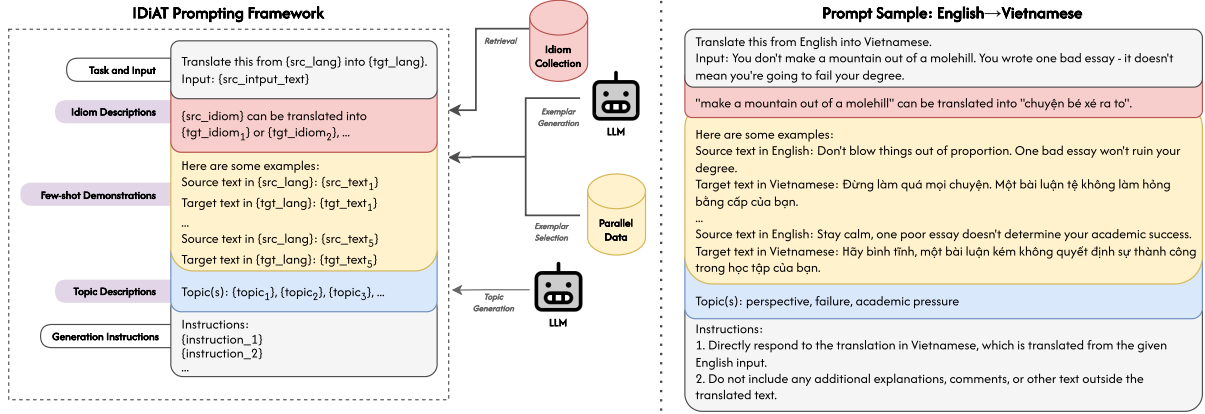 IDiAT Prompting Framework
Task and Input
Translate this from {src_lang} into {tgt_lang}.
Input: {src_intput_text}
Idiom Descriptions
{src_idiom} can be translated into
{tgt_idiom1} or {tgt_idiom2}, ...
Few-shot Demonstrations
Here are some examples:
Source text in {src_lang}: {src_text1}
Target text in {tgt_lang}: {tgt_text1}
...
Source text in {src_lang}: {src_text5}
Target text in {tgt_lang}: {tgt_text5}
Topic Descriptions
Topic(s): {topic1}, {topic2}, {topic3}, ...
Generation Instructions
Instructions:
{instruction_1}
{instruction_2}
...
Retrieval
Idiom
Collection
Exemplar
Generation
LLM
Exemplar
Selection
Parallel
Data
Topic
Generation
LLM
Prompt Sample: English→Vietnamese
Translate this from English into Vietnamese.
Input: You don't make a mountain out of a molehill. You wrote one bad essay - it doesn't
mean you're going to fail your degree.
"make a mountain out of a molehill" can be translated into "chuyện bé xé ra to".
Here are some examples:
Source text in English: Don't blow things out of proportion. One bad essay won't ruin your
degree.
Target text in Vietnamese: Đừng làm quá mọi chuyện. Một bài luận tệ không làm hỏng
bằng cấp của bạn.
...
Source text in English: Stay calm, one poor essay doesn't determine your academic success.
Target text in Vietnamese: Hãy bình tĩnh, một bài luận kém không quyết định sự thành công
trong học tập của bạn.
Topic(s): perspective, failure, academic pressure
Instructions:
1. Directly respond to the translation in Vietnamese, which is translated from the given
English input.
2. Do not include any additional explanations, comments, or other text outside the
translated text.